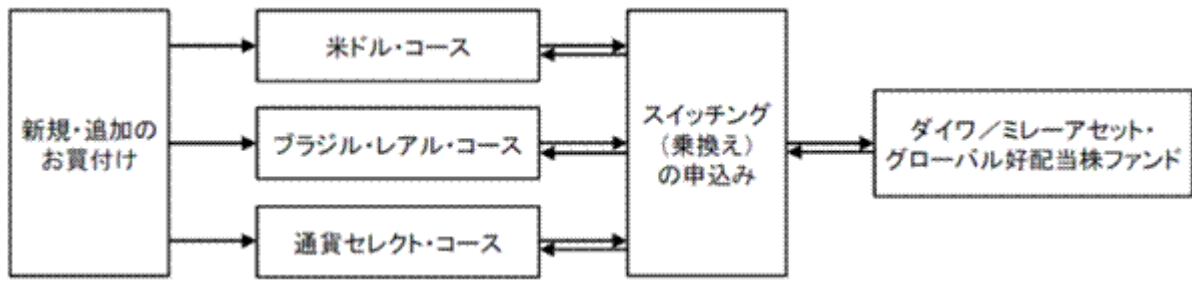 新規・追加の
お買付け
米ドル・コース
ブラジル・レアル・コース
通貨セレクト・コース
スイッチング
（乗換え）
の申込み
ダイワ／ミレーアセット・
グローバル好配当株ファンド